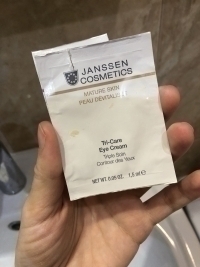 JANSSEN
COSMETICS
MATURE SKIN
PEAU DÉVITALISÉE
Tri-Care
Eye Cream
Triple Soin
Contour des Yeux
NET WT. 0.05 OZ. 1,5 ml ℮